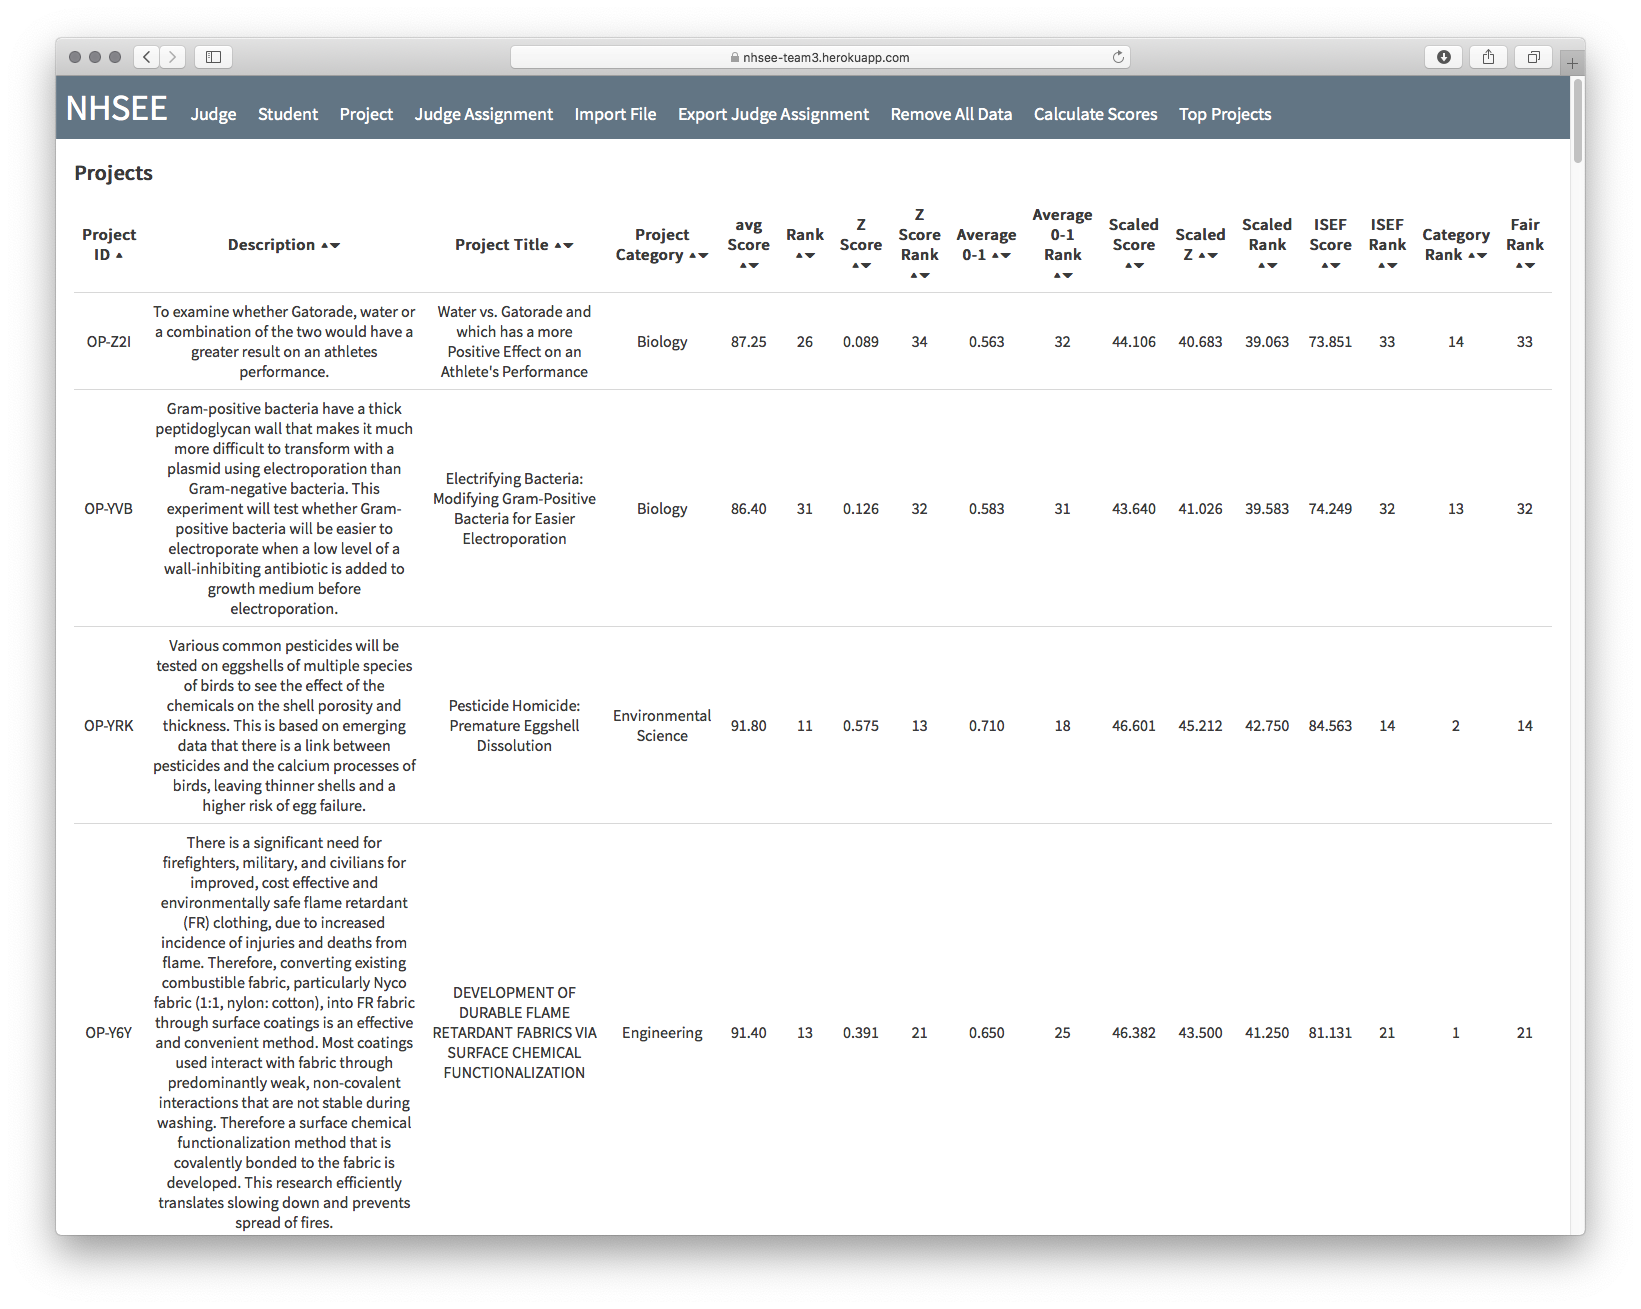 nhsee-team3.herokuapp.com
NHSEE Judge Student Project Judge Assignment Import File Export Judge Assignment Remove All Data Calculate Scores Top Projects
Projects
Project ID Description Project Title Project Category avg Score Rank Z Score Z Score Rank Average 0-1 Average 0-1 Rank Scaled Score Scaled Z Scaled Rank ISEF Score ISEF Rank Category Rank Fair Rank
OP-Z2I
To examine whether Gatorade, water or
a combination of the two would have a
greater result on an athletes
performance.
Water vs. Gatorade and
which has a more
Positive Effect on an
Athlete's Performance
Biology 87.25 26 0.089 34 0.563 32 44.106 40.683 39.063 73.851 33 14 33
OP-YVB
Gram-positive bacteria have a thick
peptidoglycan wall that makes it much
more difficult to transform with a
plasmid using electroporation than
Gram-negative bacteria. This
experiment will test whether Gram-
positive bacteria will be easier to
electroporate when a low level of a
wall-inhibiting antibiotic is added to
growth medium before
electroporation.
Electrifying Bacteria:
Modifying Gram-Positive
Bacteria for Easier
Electroporation
Biology 86.40 31 0.126 32 0.583 31 43.640 41.026 39.583 74.249 32 13 32
OP-YRK
Various common pesticides will be
tested on eggshells of multiple species
of birds to see the effect of the
chemicals on the shell porosity and
thickness. This is based on emerging
data that there is a link between
pesticides and the calcium processes of
birds, leaving thinner shells and a
higher risk of egg failure.
Pesticide Homicide:
Premature Eggshell
Dissolution
Environmental
Science
91.80 11 0.575 13 0.710 18 46.601 45.212 42.750 84.563 14 2 14
OP-Y6Y
There is a significant need for
firefighters, military, and civilians for
improved, cost effective and
environmentally safe flame retardant
(FR) clothing, due to increased
incidence of injuries and deaths from
flame. Therefore, converting existing
combustible fabric, particularly Nyco
fabric (1:1, nylon: cotton), into FR fabric
through surface coatings is an effective
and convenient method. Most coatings
used interact with fabric through
predominantly weak, non-covalent
interactions that are not stable during
washing. Therefore a surface chemical
functionalization method that is
covalently bonded to the fabric is
developed. This research efficiently
translates slowing down and prevents
spread of fires.
DEVELOPMENT OF
DURABLE FLAME
RETARDANT FABRICS VIA
SURFACE CHEMICAL
FUNCTIONALIZATION
Engineering 91.40 13 0.391 21 0.650 25 46.382 43.500 41.250 81.131 21 1 21